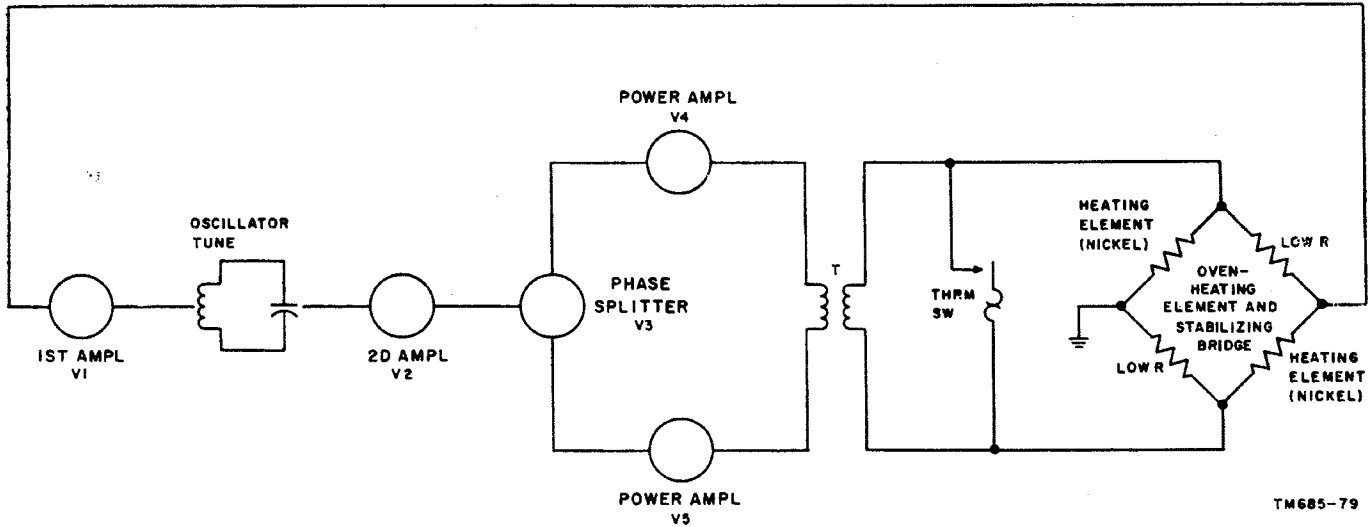 POWER AMPL
V4
OSCILLATOR
TUNE
1ST AMPL
V1
2D AMPL
V2
PHASE
SPLITTER
V3
POWER AMPL
V5
T
THRM
SW
HEATING
ELEMENT
(NICKEL)
LOW R
OVEN-
HEATING
ELEMENT AND
STABILIZING
BRIDGE
LOW R
HEATING
ELEMENT
(NICKEL)
TM685-79